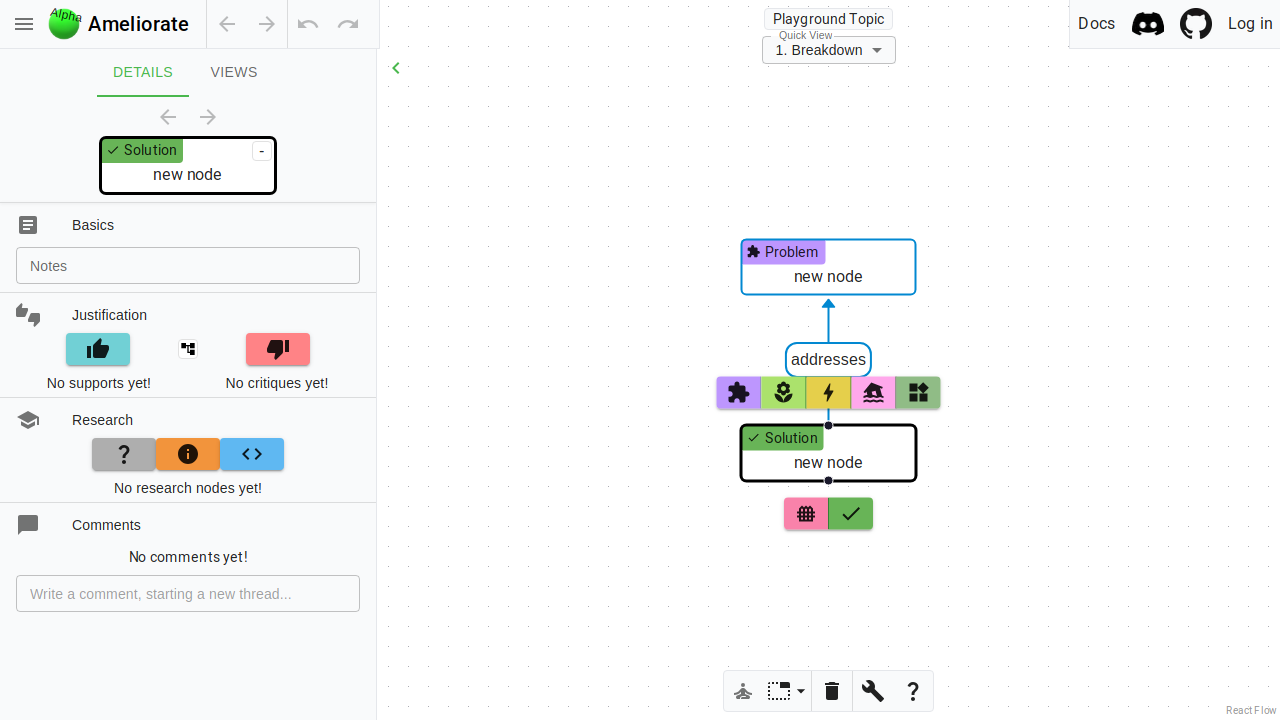 Alpha
Ameliorate
Playground Topic
Quick View
1. Breakdown
Docs
Log in
DETAILS
VIEWS
Solution
-
new node
Basics
Notes
Justification
No supports yet!
No critiques yet!
Research
No research nodes yet!
Comments
No comments yet!
Write a comment, starting a new thread...
Problem
new node
addresses
Solution
new node
React Flow